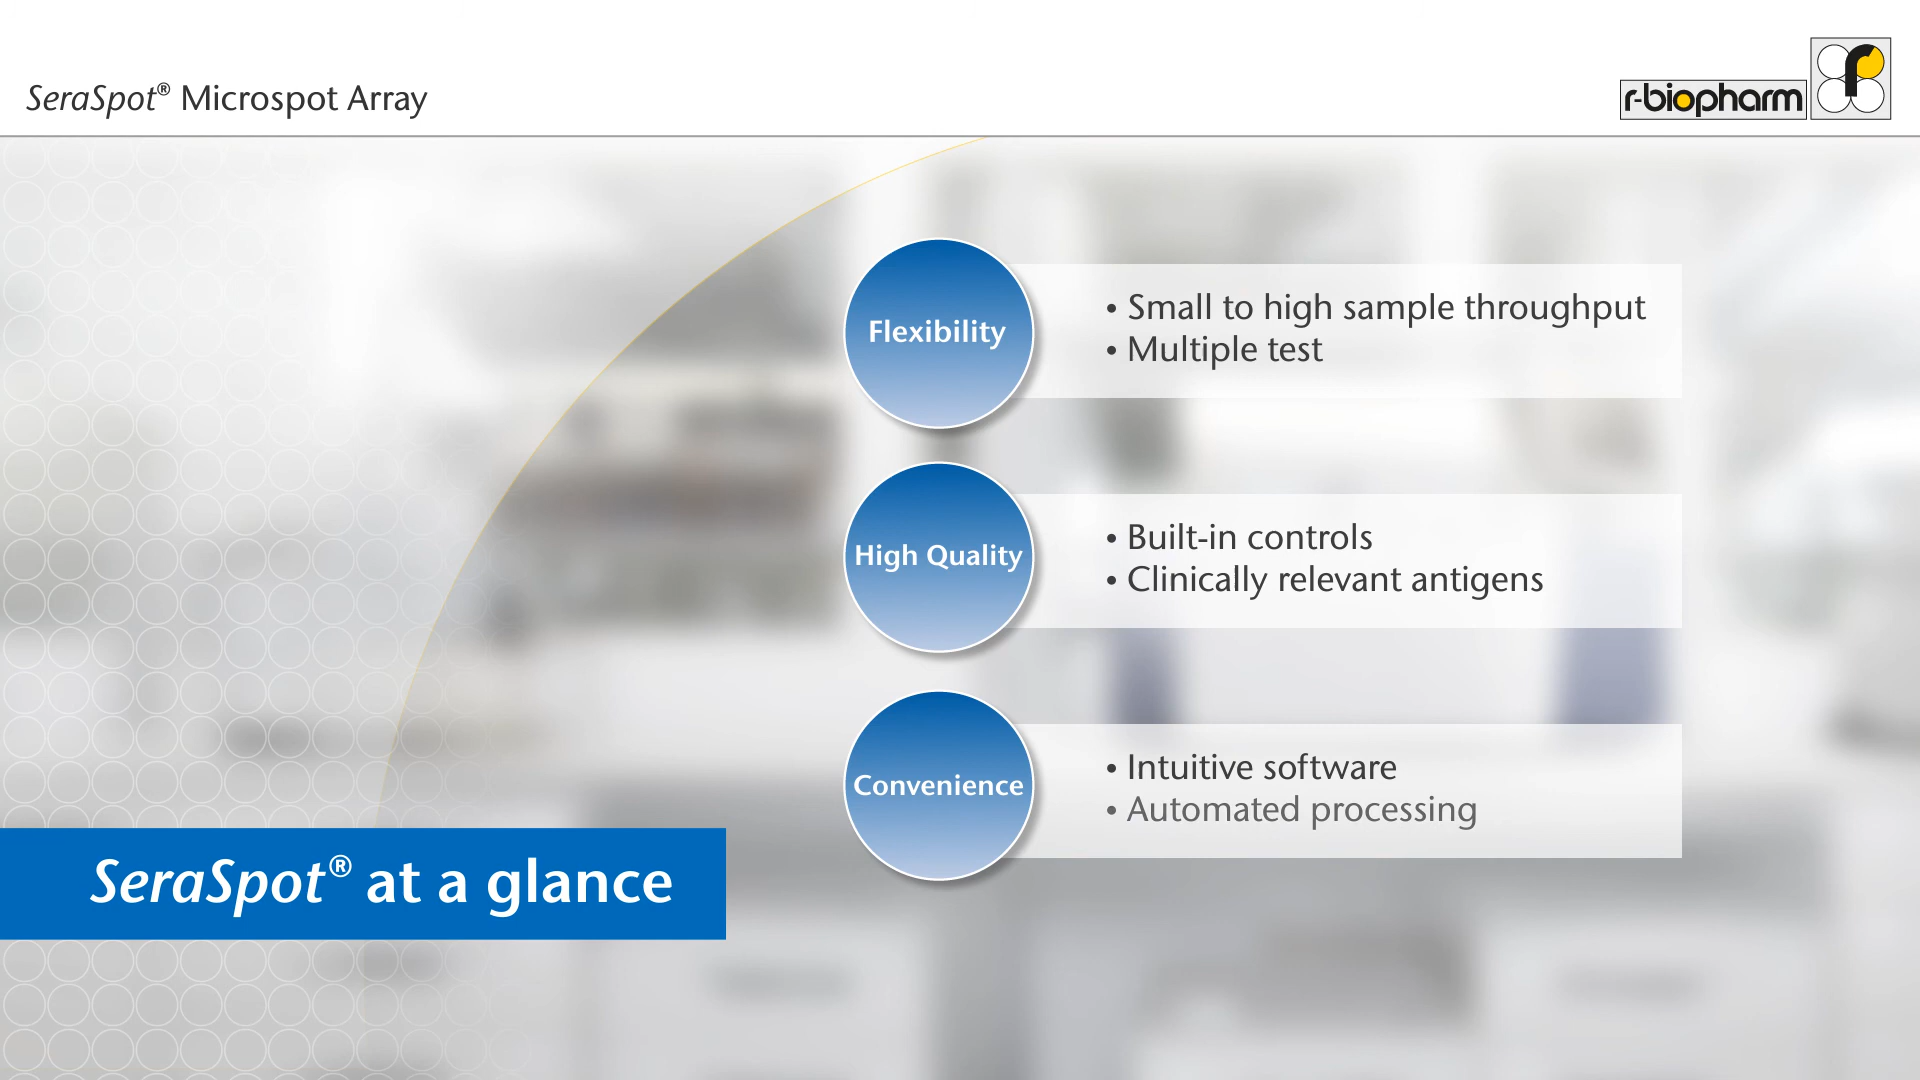 SeraSpot® Microspot Array
r-biopharm
Flexibility
• Small to high sample throughput
• Multiple test
High Quality
• Built-in controls
• Clinically relevant antigens
Convenience
• Intuitive software
• Automated processing
SeraSpot® at a glance